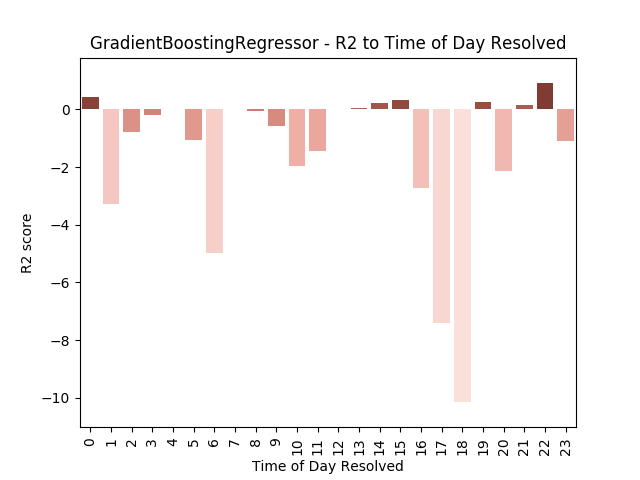 GradientBoostingRegressor - R2 to Time of Day Resolved
R2 score
0
−2
−4
−6
−8
−10
0 1 2 3 4 5 6 7 8 9 10 11 12 13 14 15 16 17 18 19 20 21 22 23
Time of Day Resolved